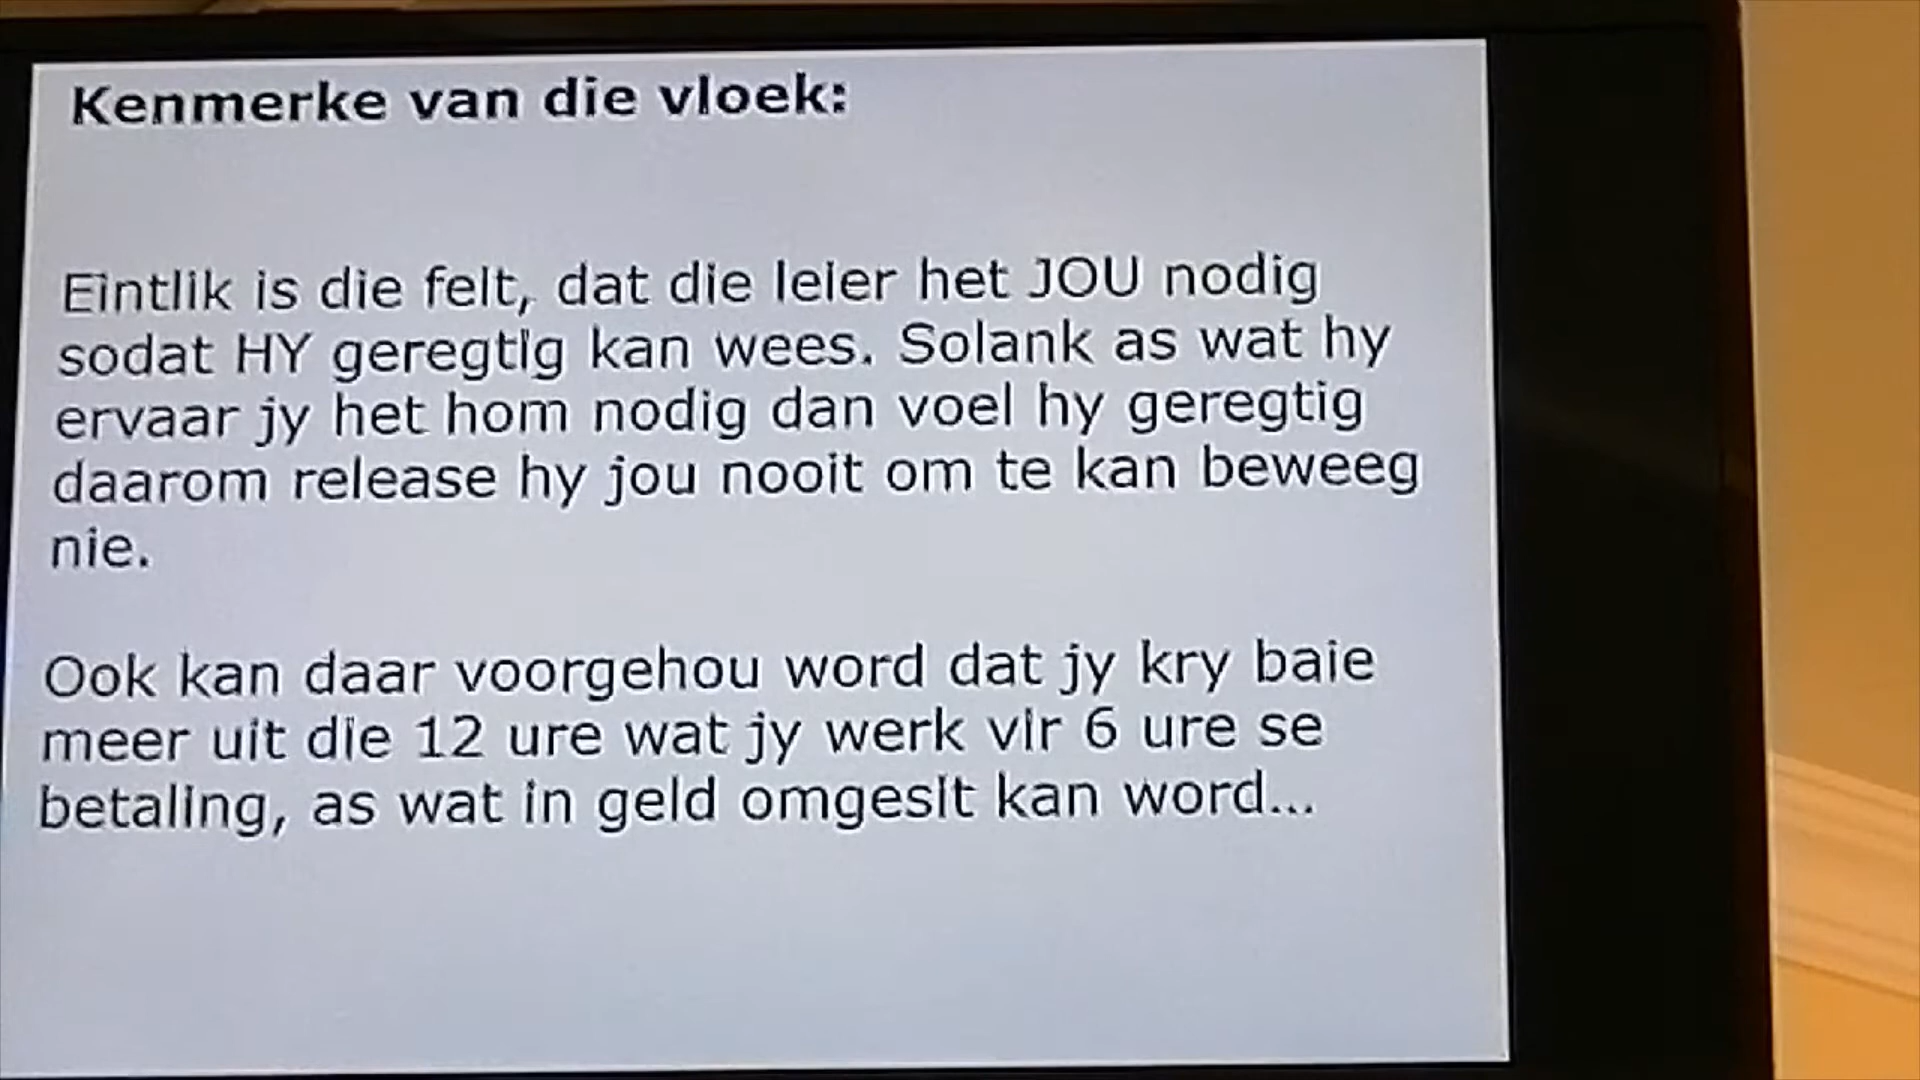 Kenmerke van die vloek:
Eintlik is die feit, dat die leier het JOU nodig
sodat HY geregtig kan wees. Solank as wat hy
ervaar jy het hom nodig dan voel hy geregtig
daarom release hy jou nooit om te kan beweeg
nie.
Ook kan daar voorgehou word dat jy kry baie
meer uit die 12 ure wat jy werk vir 6 ure se
betaling, as wat in geld omgesit kan word...